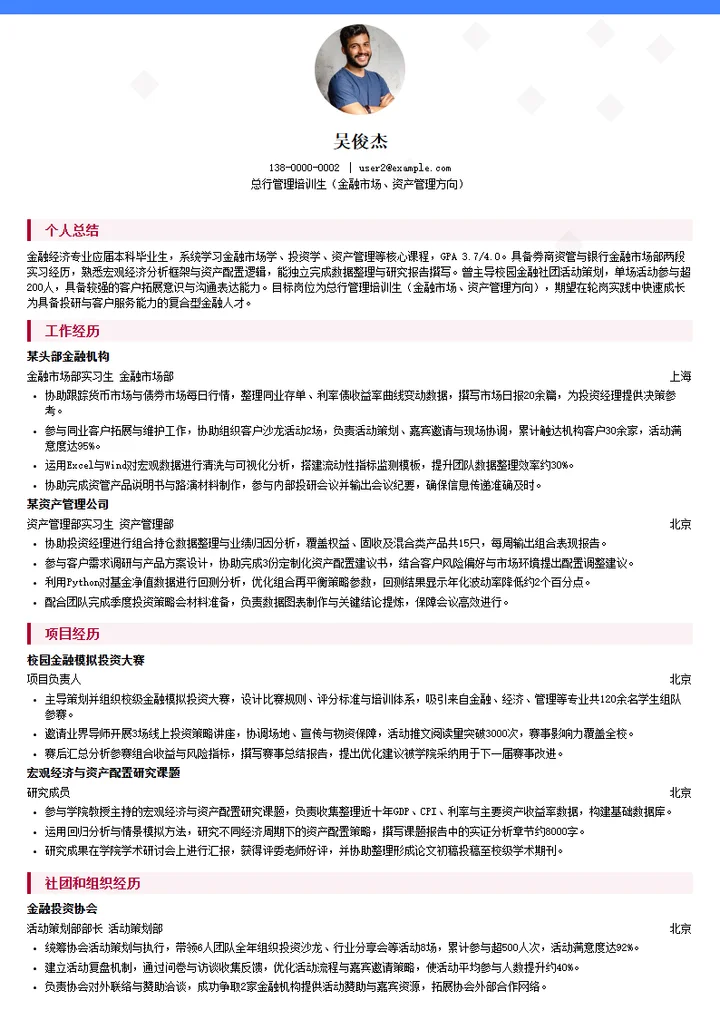 吴俊杰
138-0000-0002 | user2@example.com
总行管理培训生（金融市场、资产管理方向）
个人总结
金融经济专业应届本科毕业生，系统学习金融市场学、投资学、资产管理等核心课程，GPA 3.7/4.0。具备券商资管与银行金融市场部两段
实习经历，熟悉宏观经济分析框架与资产配置逻辑，能独立完成数据整理与研究报告撰写。曾主导校园金融社团活动策划，单场活动参与超
200人，具备较强的客户拓展意识与沟通表达能力。目标岗位为总行管理培训生（金融市场、资产管理方向），期望在轮岗实践中快速成长
为具备投研与客户服务能力的复合型金融人才。
工作经历
某头部金融机构
金融市场部实习生 金融市场部 上海
• 协助跟踪货币市场与债券市场每日行情，整理同业存单、利率债收益率曲线变动数据，撰写市场日报20余篇，为投资经理提供决策参
考。
• 参与同业客户拓展与维护工作，协助组织客户沙龙活动2场，负责活动策划、嘉宾邀请与现场协调，累计触达机构客户30余家，活动满
意度达95%。
• 运用Excel与Wind对宏观数据进行清洗与可视化分析，搭建流动性指标监测模板，提升团队数据整理效率约30%。
• 协助完成资管产品说明书与路演材料制作，参与内部投研会议并输出会议纪要，确保信息传递准确及时。
某资产管理公司
资产管理部实习生 资产管理部 北京
• 协助投资经理进行组合持仓数据整理与业绩归因分析，覆盖权益、固收及混合类产品共15只，每周输出组合表现报告。
• 参与客户需求调研与产品方案设计，协助完成3份定制化资产配置建议书，结合客户风险偏好与市场环境提出配置调整建议。
• 利用Python对基金净值数据进行回测分析，优化组合再平衡策略参数，回测结果显示年化波动率降低约2个百分点。
• 配合团队完成季度投资策略会材料准备，负责数据图表制作与关键结论提炼，保障会议高效进行。
项目经历
校园金融模拟投资大赛
项目负责人 北京
• 主导策划并组织校级金融模拟投资大赛，设计比赛规则、评分标准与培训体系，吸引来自金融、经济、管理等专业共120余名学生组队
参赛。
• 邀请业界导师开展3场线上投资策略讲座，协调场地、宣传与物资保障，活动推文阅读量突破3000次，赛事影响力覆盖全校。
• 赛后汇总分析参赛组合收益与风险指标，撰写赛事总结报告，提出优化建议被学院采纳用于下一届赛事改进。
宏观经济与资产配置研究课题
研究成员 北京
• 参与学院教授主持的宏观经济与资产配置研究课题，负责收集整理近十年GDP、CPI、利率与主要资产收益率数据，构建基础数据库。
• 运用回归分析与情景模拟方法，研究不同经济周期下的资产配置策略，撰写课题报告中的实证分析章节约8000字。
• 研究成果在学院学术研讨会上进行汇报，获得评委老师好评，并协助整理形成论文初稿投稿至校级学术期刊。
社团和组织经历
金融投资协会
活动策划部部长 活动策划部 北京
• 统筹协会活动策划与执行，带领6人团队全年组织投资沙龙、行业分享会等活动8场，累计参与超500人次，活动满意度达92%。
• 建立活动复盘机制，通过问卷与访谈收集反馈，优化活动流程与嘉宾邀请策略，使活动平均参与人数提升约40%。
• 负责协会对外联络与赞助洽谈，成功争取2家金融机构提供活动赞助与嘉宾资源，拓展协会外部合作网络。